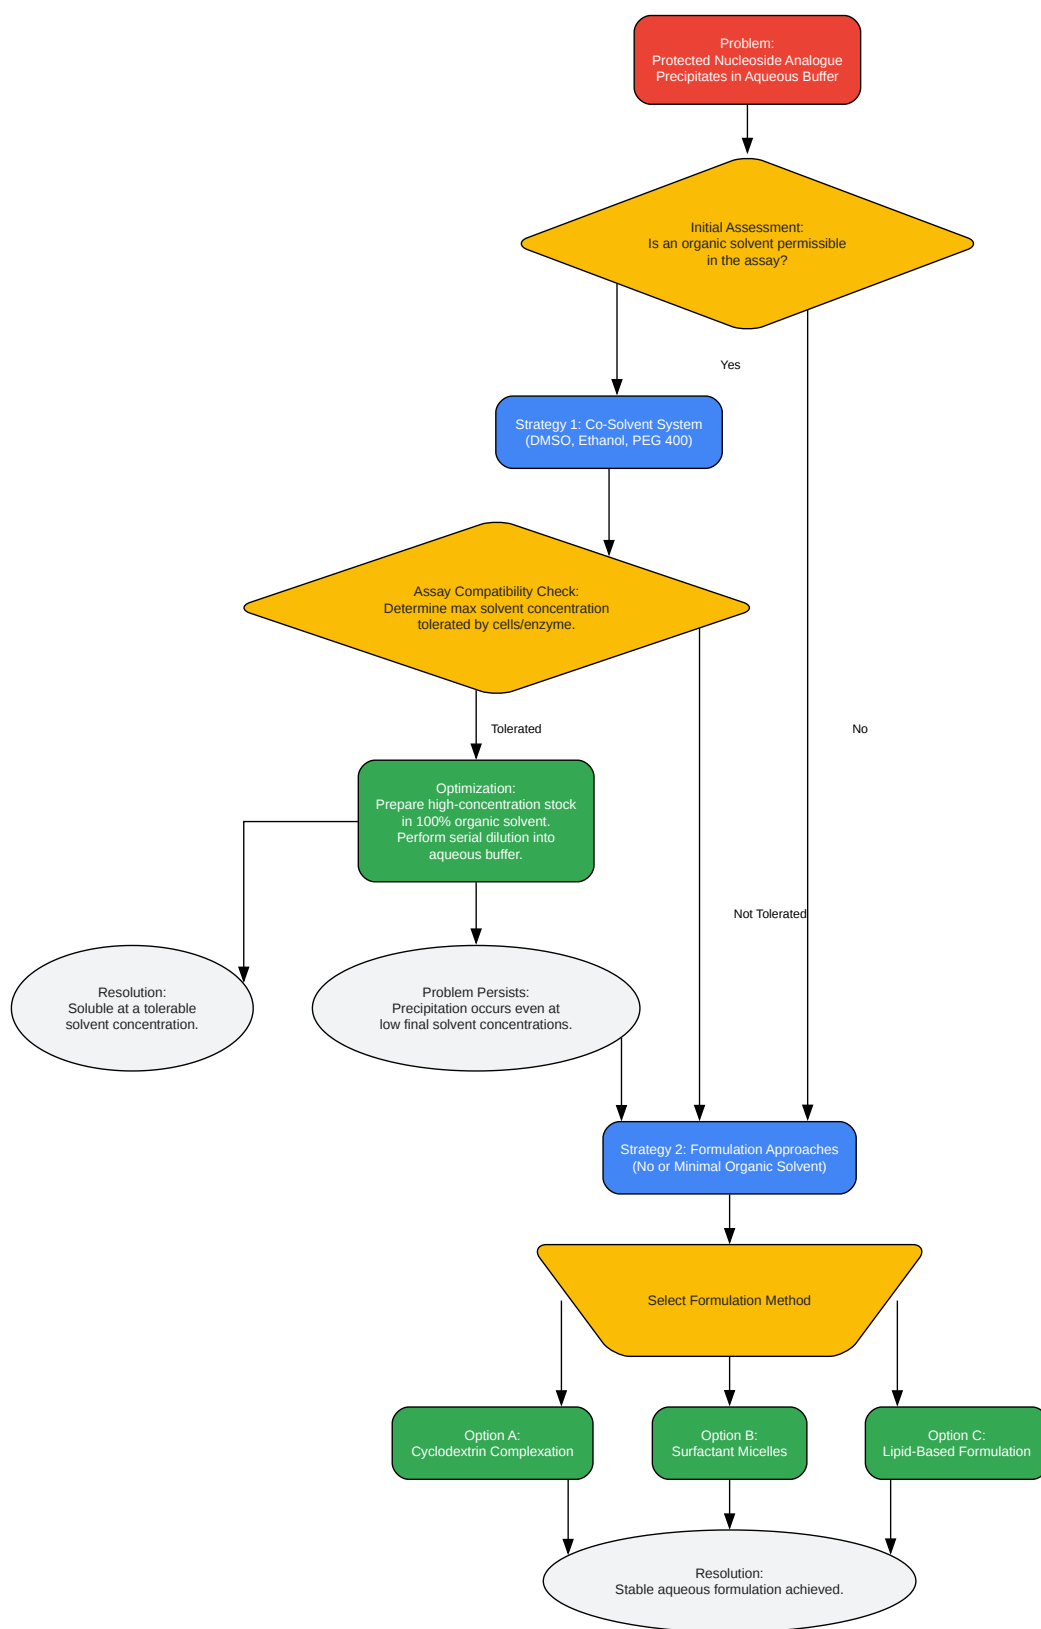 Problem:
Protected Nucleoside Analogue
Precipitates in Aqueous Buffer
Initial Assessment:
Is an organic solvent permissible
in the assay?
Yes
Strategy 1: Co-Solvent System
(DMSO, Ethanol, PEG 400)
Assay Compatibility Check:
Determine max solvent concentration
tolerated by cells/enzyme.
Tolerated
No
Optimization:
Prepare high-concentration stock
in 100% organic solvent.
Perform serial dilution into
aqueous buffer.
Not Tolerated
Resolution:
Soluble at a tolerable
solvent concentration.
Problem Persists:
Precipitation occurs even at
low final solvent concentrations.
Strategy 2: Formulation Approaches
(No or Minimal Organic Solvent)
Select Formulation Method
Option A:
Cyclodextrin Complexation
Option B:
Surfactant Micelles
Option C:
Lipid-Based Formulation
Resolution:
Stable aqueous formulation achieved.